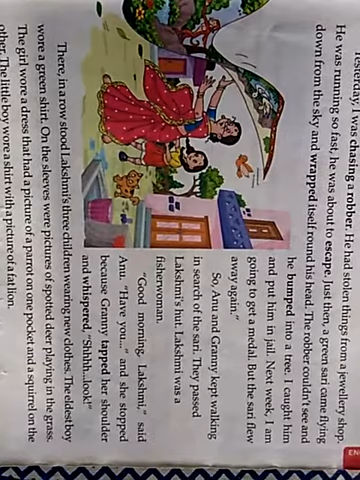 yesterday, I was chasing a robber. He had stolen things from a jewellery shop.
He was running so fast, he was about to escape. Just then, a green sari came flying
down from the sky and wrapped itself round his head. The robber couldn't see and
he bumped into a tree. I caught him
and put him in jail. Next week, I am
going to get a medal. But the sari flew
away again."
So, Anu and Granny kept walking
in search of the sari. They passed
Lakshmi's hut. Lakshmi was a
fisherwoman.
"Good morning, Lakshmi," said
Anu. "Have you..." and she stopped
because Granny tapped her shoulder
and whispered, "Shhh...look!"
There, in a row stood Lakshmi's three children wearing new clothes. The eldest boy
wore a green shirt. On the sleeves were pictures of spotted deer playing in the grass.
The girl wore a dress that had a picture of a parrot on one pocket and a squirrel on the
other. The little boy wore a shirt with a picture of a fat lion.
EN